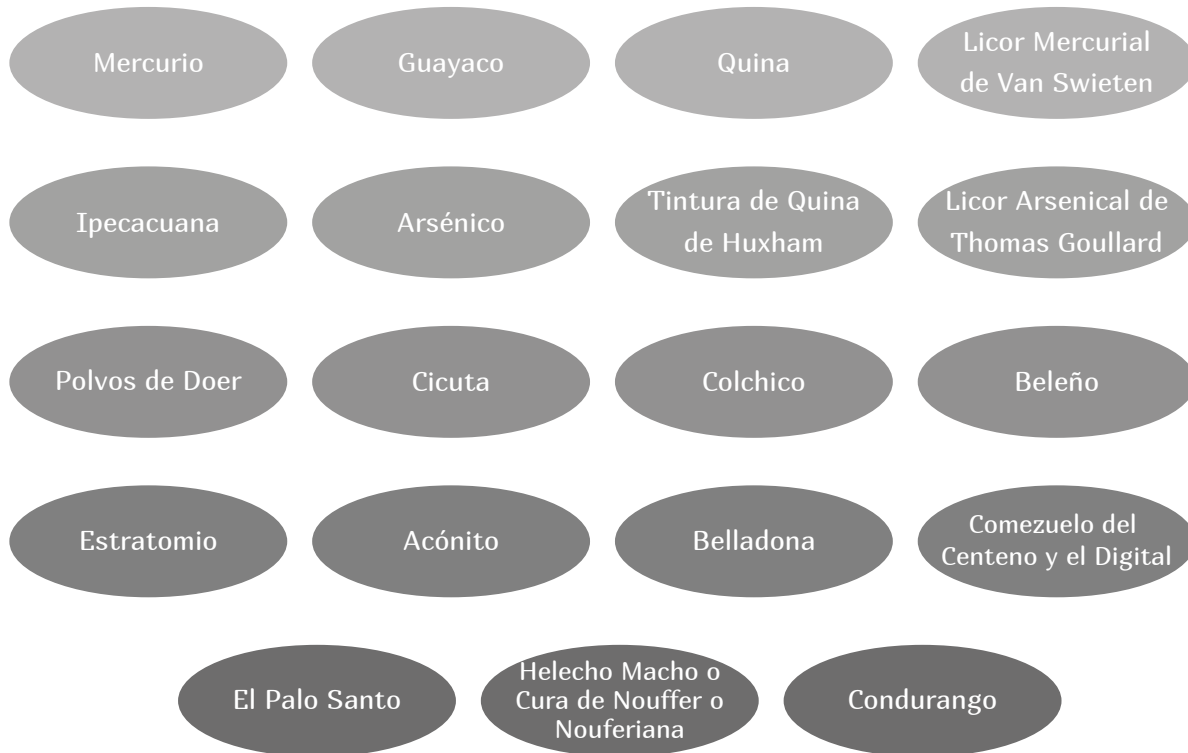 Mercurio
Guayaco
Quina
Licor Mercurial
de Van Swieten
Ipecacuana
Arsénico
Tintura de Quina
de Huxham
Licor Arsenical de
Thomas Goullard
Polvos de Doer
Cicuta
Colchico
Beleño
Estratomio
Acónito
Belladona
Comezuelo del
Centeno y el Digital
El Palo Santo
Helecho Macho o
Cura de Nouffer o
Nouferiana
Condurango